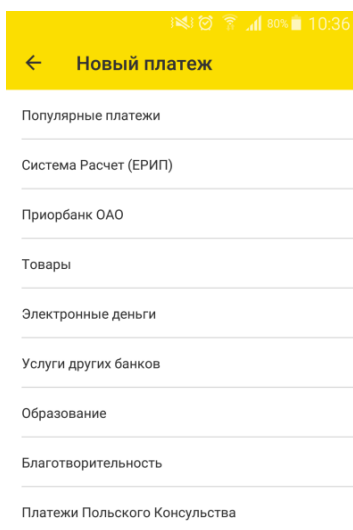 80% 10:36
Новый платеж
Популярные платежи
Система Расчет (ЕРИП)
Приорбанк ОАО
Товары
Электронные деньги
Услуги других банков
Образование
Благотворительность
Платежи Польского Консульства